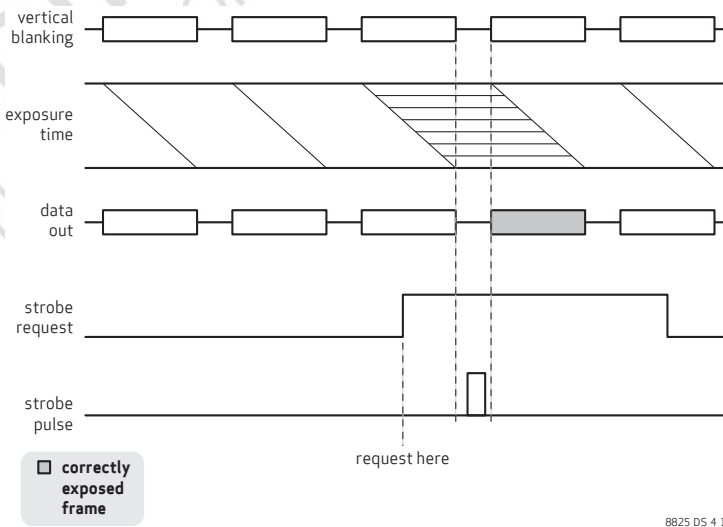 vertical
blanking
exposure
time
data
out
strobe
request
strobe
pulse
request here
correctly
exposed
frame